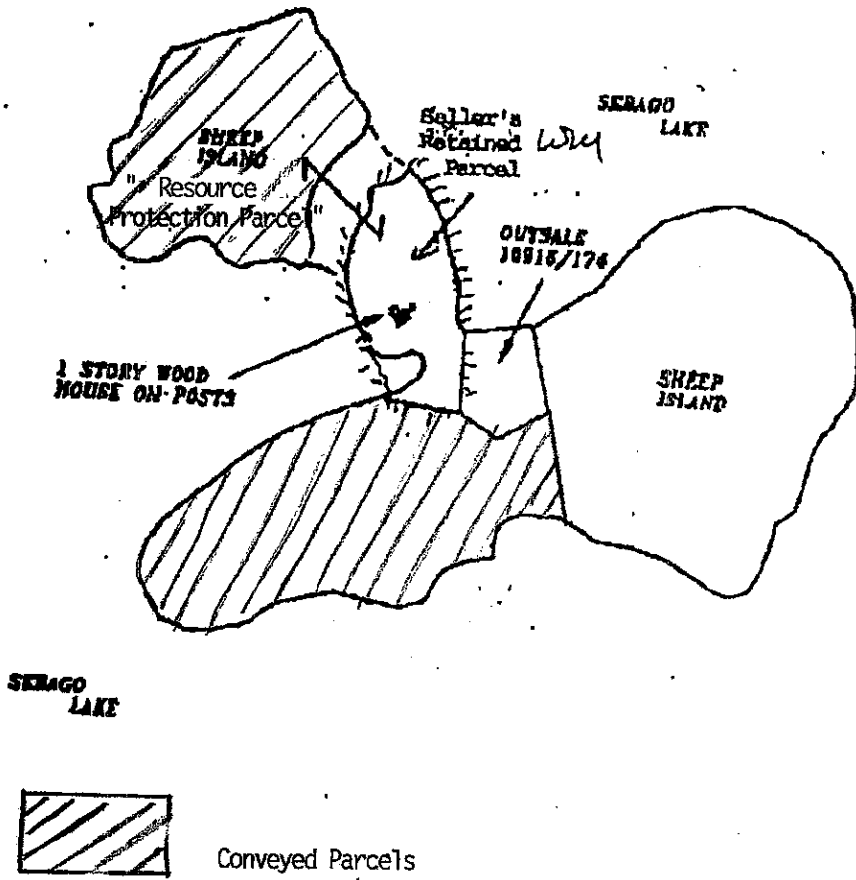 SEBAGO
LAKE
Seller's
Retained
Parcel
SHEEP
ISLAND
" Resource
Protection Parcel"
OUTSALE
10915/174
1 STORY WOOD
HOUSE ON POSTS
SHEEP
ISLAND
SEBAGO
LAKE
Conveyed Parcels